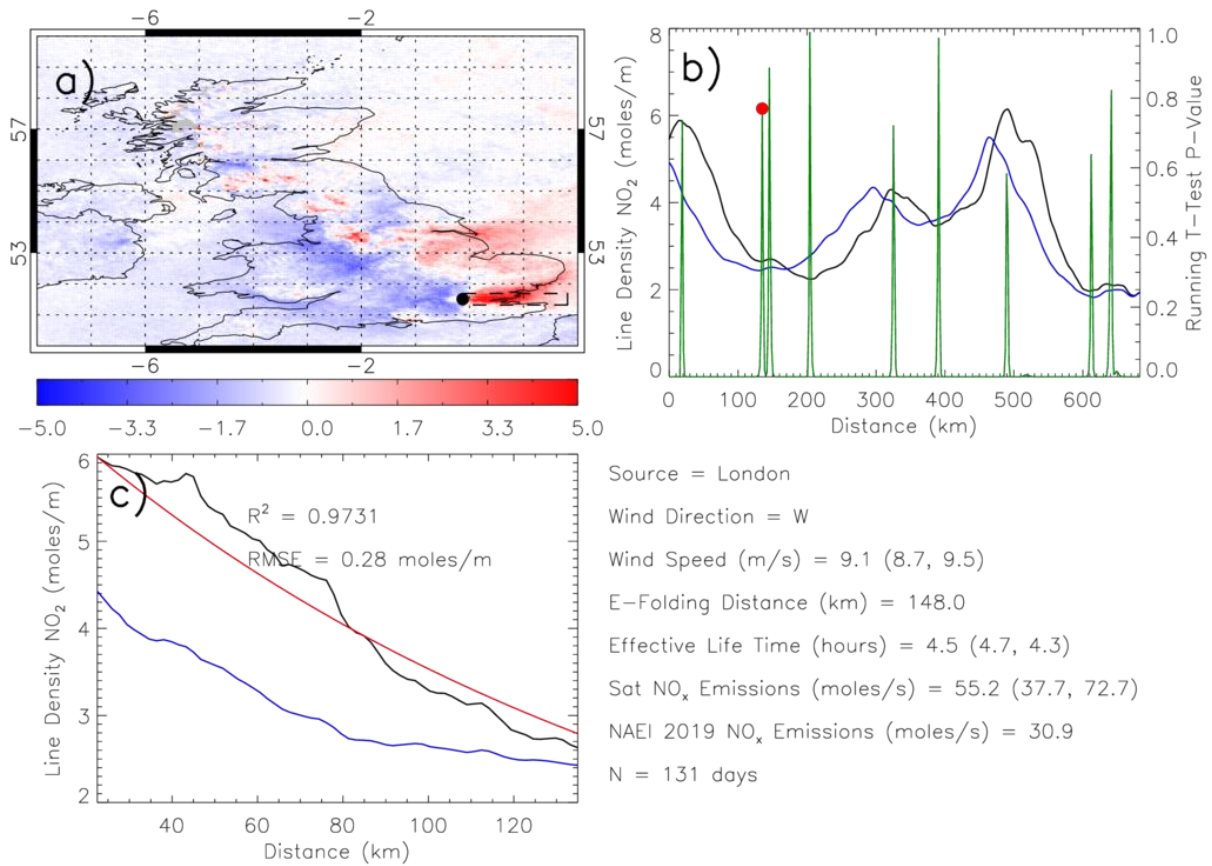 −6 −2
a)
57 57
53 53
−6 −2
−5.0 −3.3 −1.7 0.0 1.7 3.3 5.0
b)
Line Density NO₂ (moles/m)
8
6
4
2
0
Running T−Test P−Value
1.0
0.8
0.6
0.4
0.2
0.0
0 100 200 300 400 500 600
Distance (km)
c)
Line Density NO₂ (moles/m)
6
5
4
3
2
R² = 0.9731
RMSE = 0.28 moles/m
40 60 80 100 120
Distance (km)
Source = London
Wind Direction = W
Wind Speed (m/s) = 9.1 (8.7, 9.5)
E−Folding Distance (km) = 148.0
Effective Life Time (hours) = 4.5 (4.7, 4.3)
Sat NOₓ Emissions (moles/s) = 55.2 (37.7, 72.7)
NAEI 2019 NOₓ Emissions (moles/s) = 30.9
N = 131 days